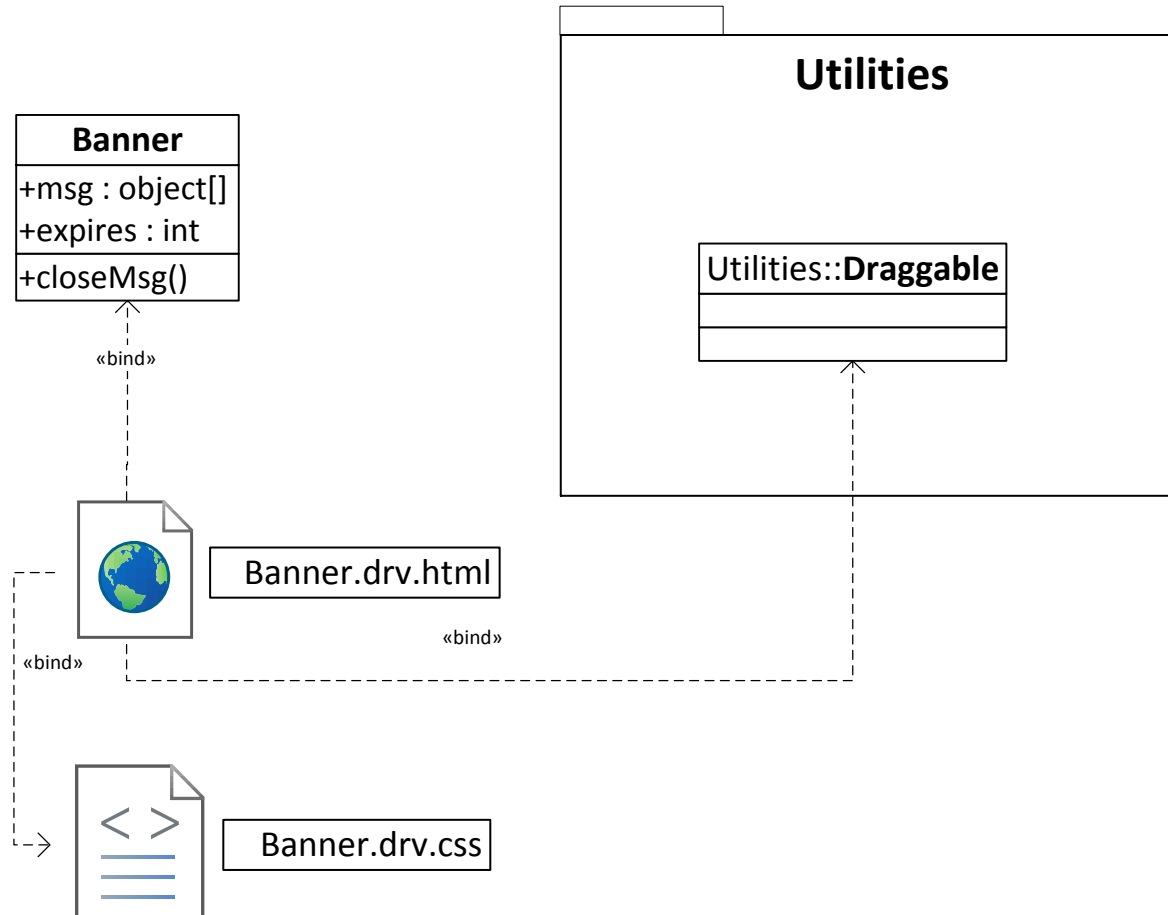 Utilities
Banner
+msg : object[]
+expires : int
+closeMsg()
Utilities::Draggable
«bind»
Banner.drv.html
«bind»
«bind»
< >
Banner.drv.css